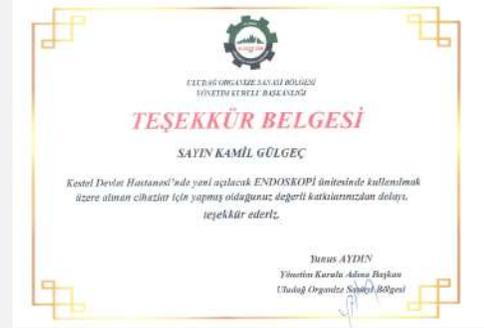 ULUDAĞ ORGANİZE SANAYİ BÖLGESİ
YÖNETİM KURULU BAŞKANLIĞI
TEŞEKKÜR BELGESİ
SAYIN KAMİL GÜLGEÇ
Kestel Devlet Hastanesi'nde yeni açılacak ENDOSKOPİ ünitesinde kullanılmak
üzere alınan cihazlar için yapmış olduğunuz değerli katkılarınızdan dolayı,
teşekkür ederiz.
Yunus AYDIN
Yönetim Kurulu Adına Başkan
Uludağ Organize Sanayi Bölgesi